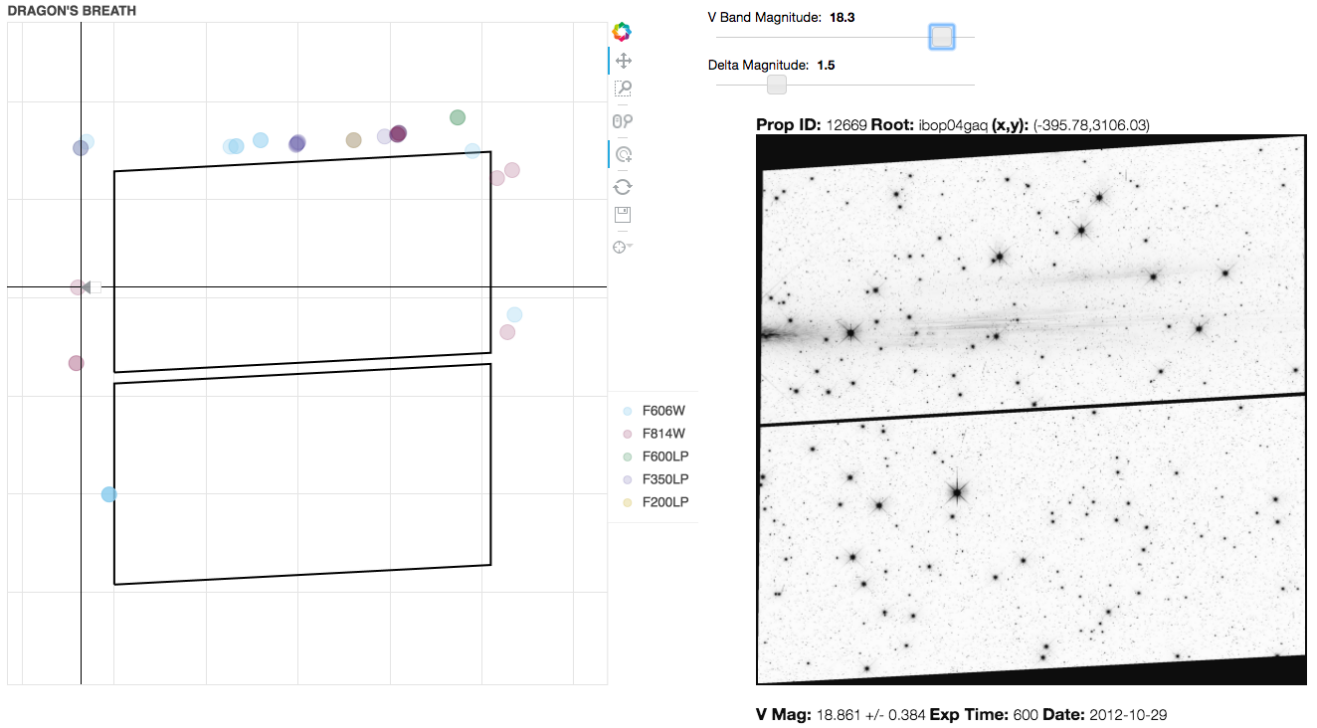 DRAGON'S BREATH
F606W
F814W
F600LP
F350LP
F200LP
V Band Magnitude: 18.3
Delta Magnitude: 1.5
Prop ID: 12669 Root: ibop04gaq (x,y): (-395.78,3106.03)
V Mag: 18.861 +/- 0.384 Exp Time: 600 Date: 2012-10-29